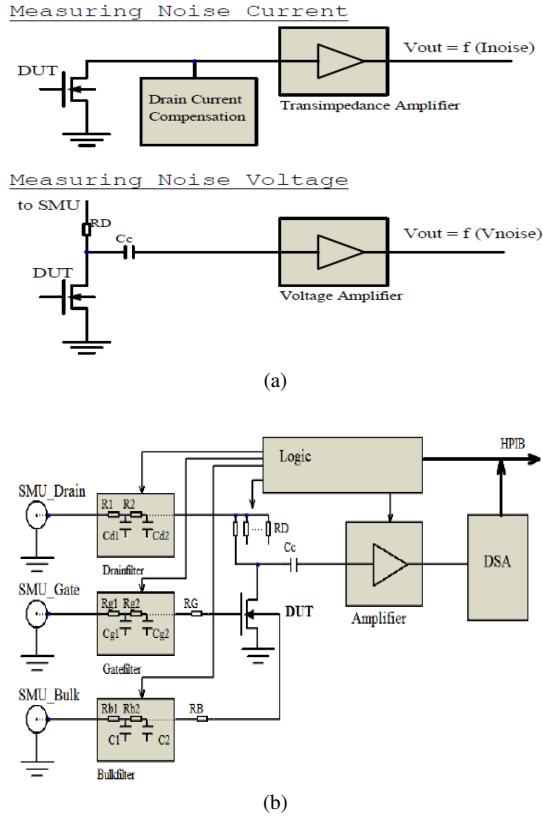 Measuring Noise Current
Vout = f (Inoise)
DUT
Drain Current
Compensation
Transimpedance Amplifier
Measuring Noise Voltage
to SMU
RD
Cc
Vout = f (Vnoise)
DUT
Voltage Amplifier
(a)
HPIB
Logic
SMU_Drain
R1 R2
RD
Cd1 Cd2
Cc
DSA
Drainfilter
SMU_Gate
Rg1 Rg2
RG
DUT
Amplifier
Cg1 Cg2
Gatefilter
SMU_Bulk
Rb1 Rb2
RB
C1 C2
Bulkfilter
(b)